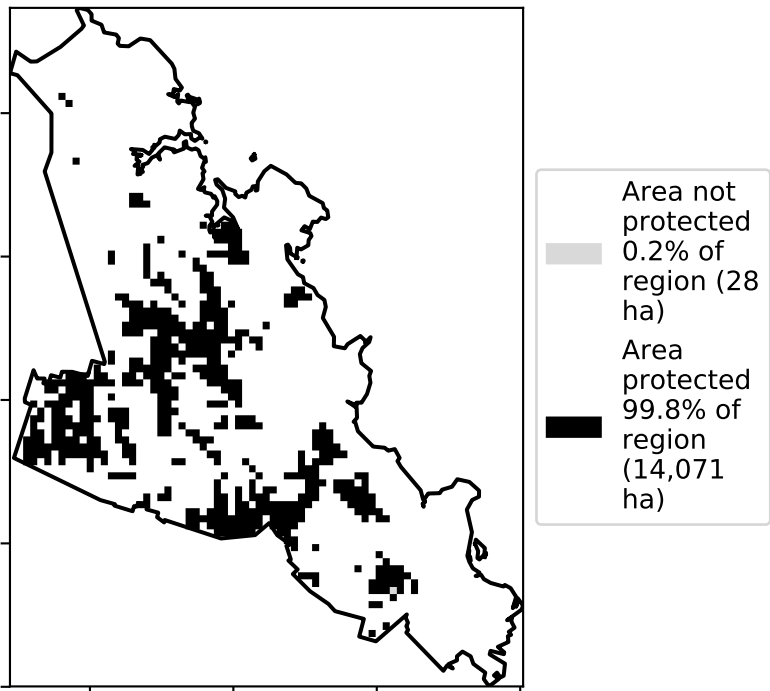 Area not
protected
0.2% of
region (28
ha)
Area
protected
99.8% of
region
(14,071
ha)